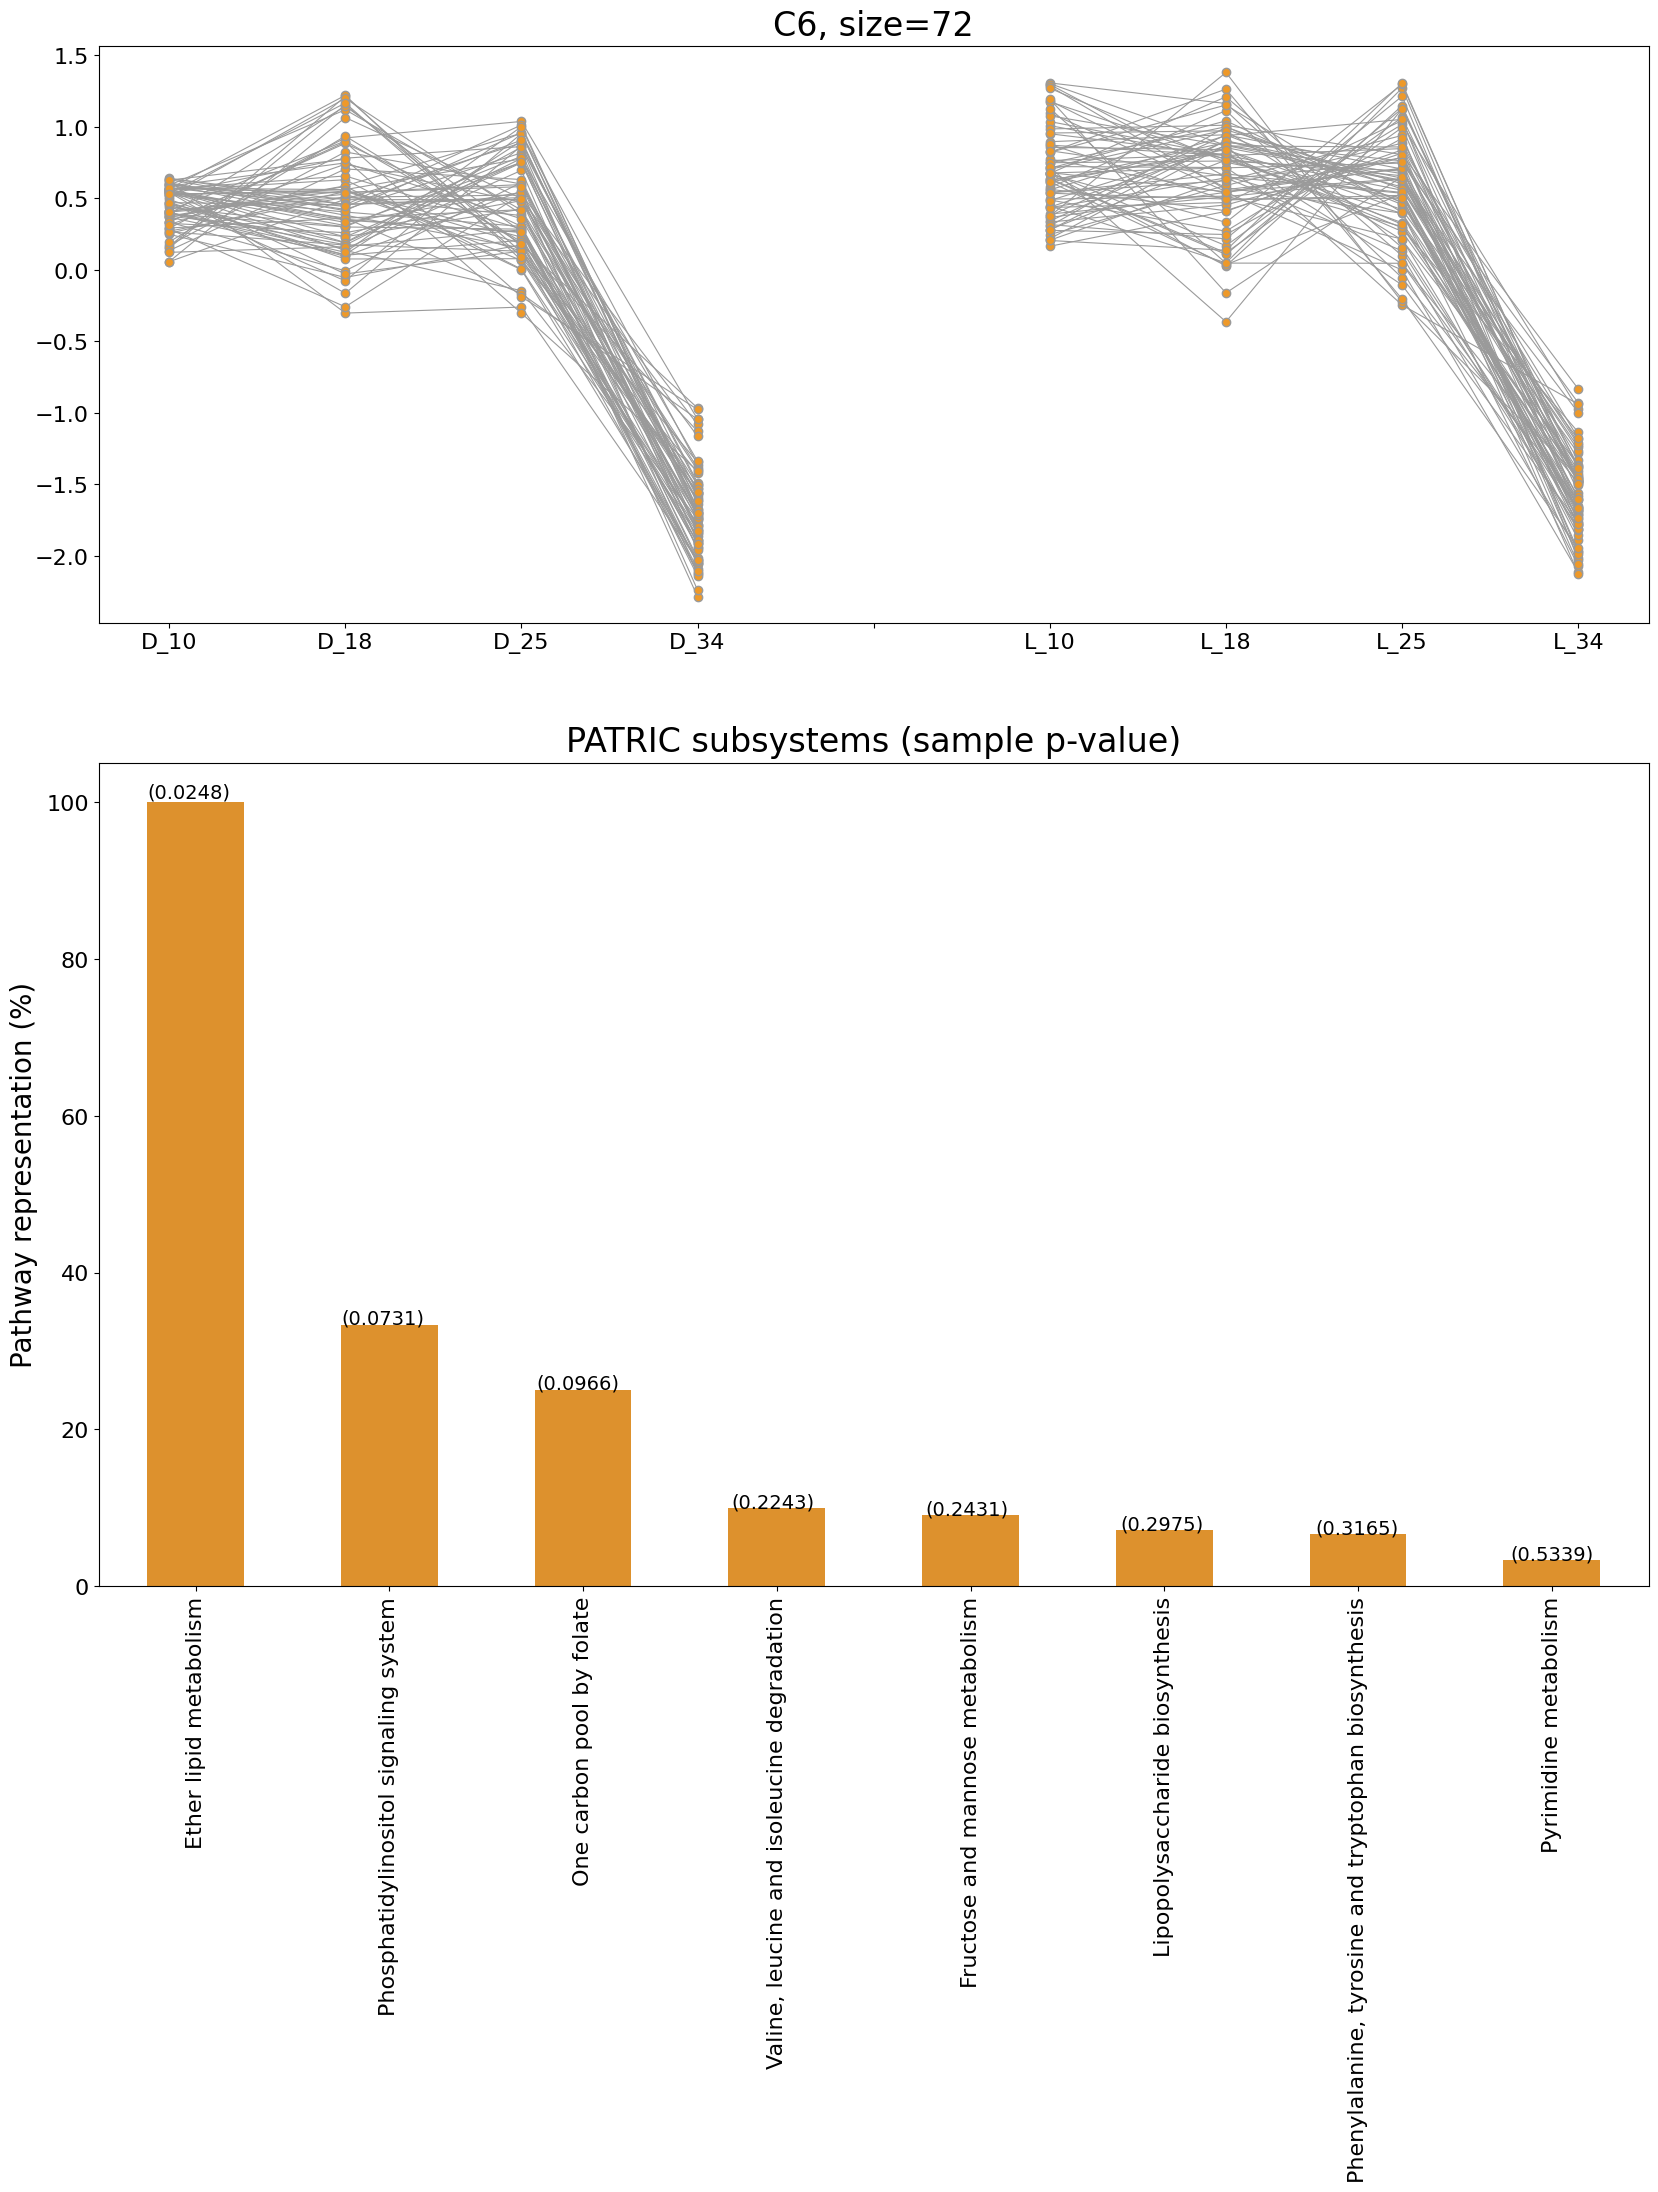 C6, size=72
1.5
1.0
0.5
0.0
−0.5
−1.0
−1.5
−2.0
D_10 D_18 D_25 D_34 L_10 L_18 L_25 L_34
PATRIC subsystems (sample p-value)
Pathway representation (%)
100
80
60
40
20
0
(0.0248)
(0.0731)
(0.0966)
(0.2243)
(0.2431)
(0.2975)
(0.3165)
(0.5339)
Ether lipid metabolism
Phosphatidylinositol signaling system
One carbon pool by folate
Valine, leucine and isoleucine degradation
Fructose and mannose metabolism
Lipopolysaccharide biosynthesis
Phenylalanine, tyrosine and tryptophan biosynthesis
Pyrimidine metabolism